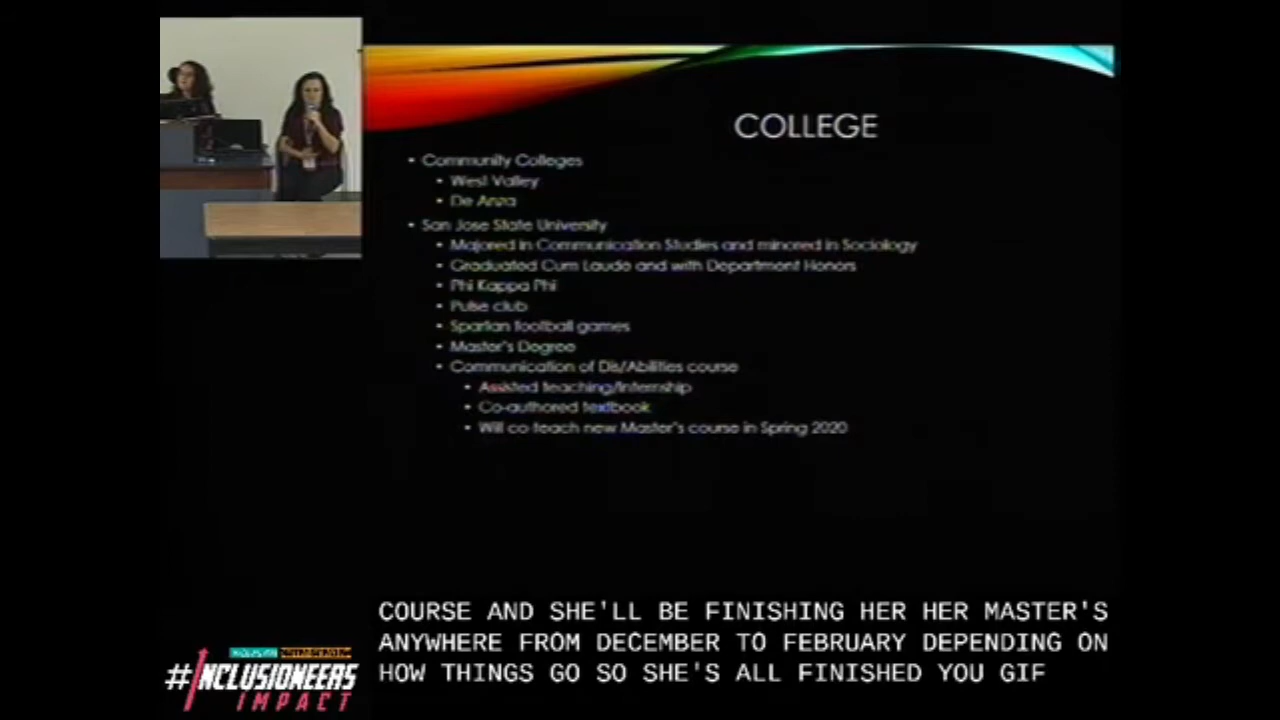 COLLEGE
• Community Colleges
• West Valley
• De Anza
• San Jose State University
• Majored in Communication Studies and minored in Sociology
• Graduated Cum Laude and with Department Honors
• Phi Kappa Phi
• Pulse club
• Spartan football games
• Master's Degree
• Communication of Dis/Abilities course
• Assisted teaching/Internship
• Co-authored textbook
• Will co teach new Master's course in Spring 2020
COURSE AND SHE'LL BE FINISHING HER HER MASTER'S
ANYWHERE FROM DECEMBER TO FEBRUARY DEPENDING ON
HOW THINGS GO SO SHE'S ALL FINISHED YOU GIF
#INCLUSIONEERS
IMPACT